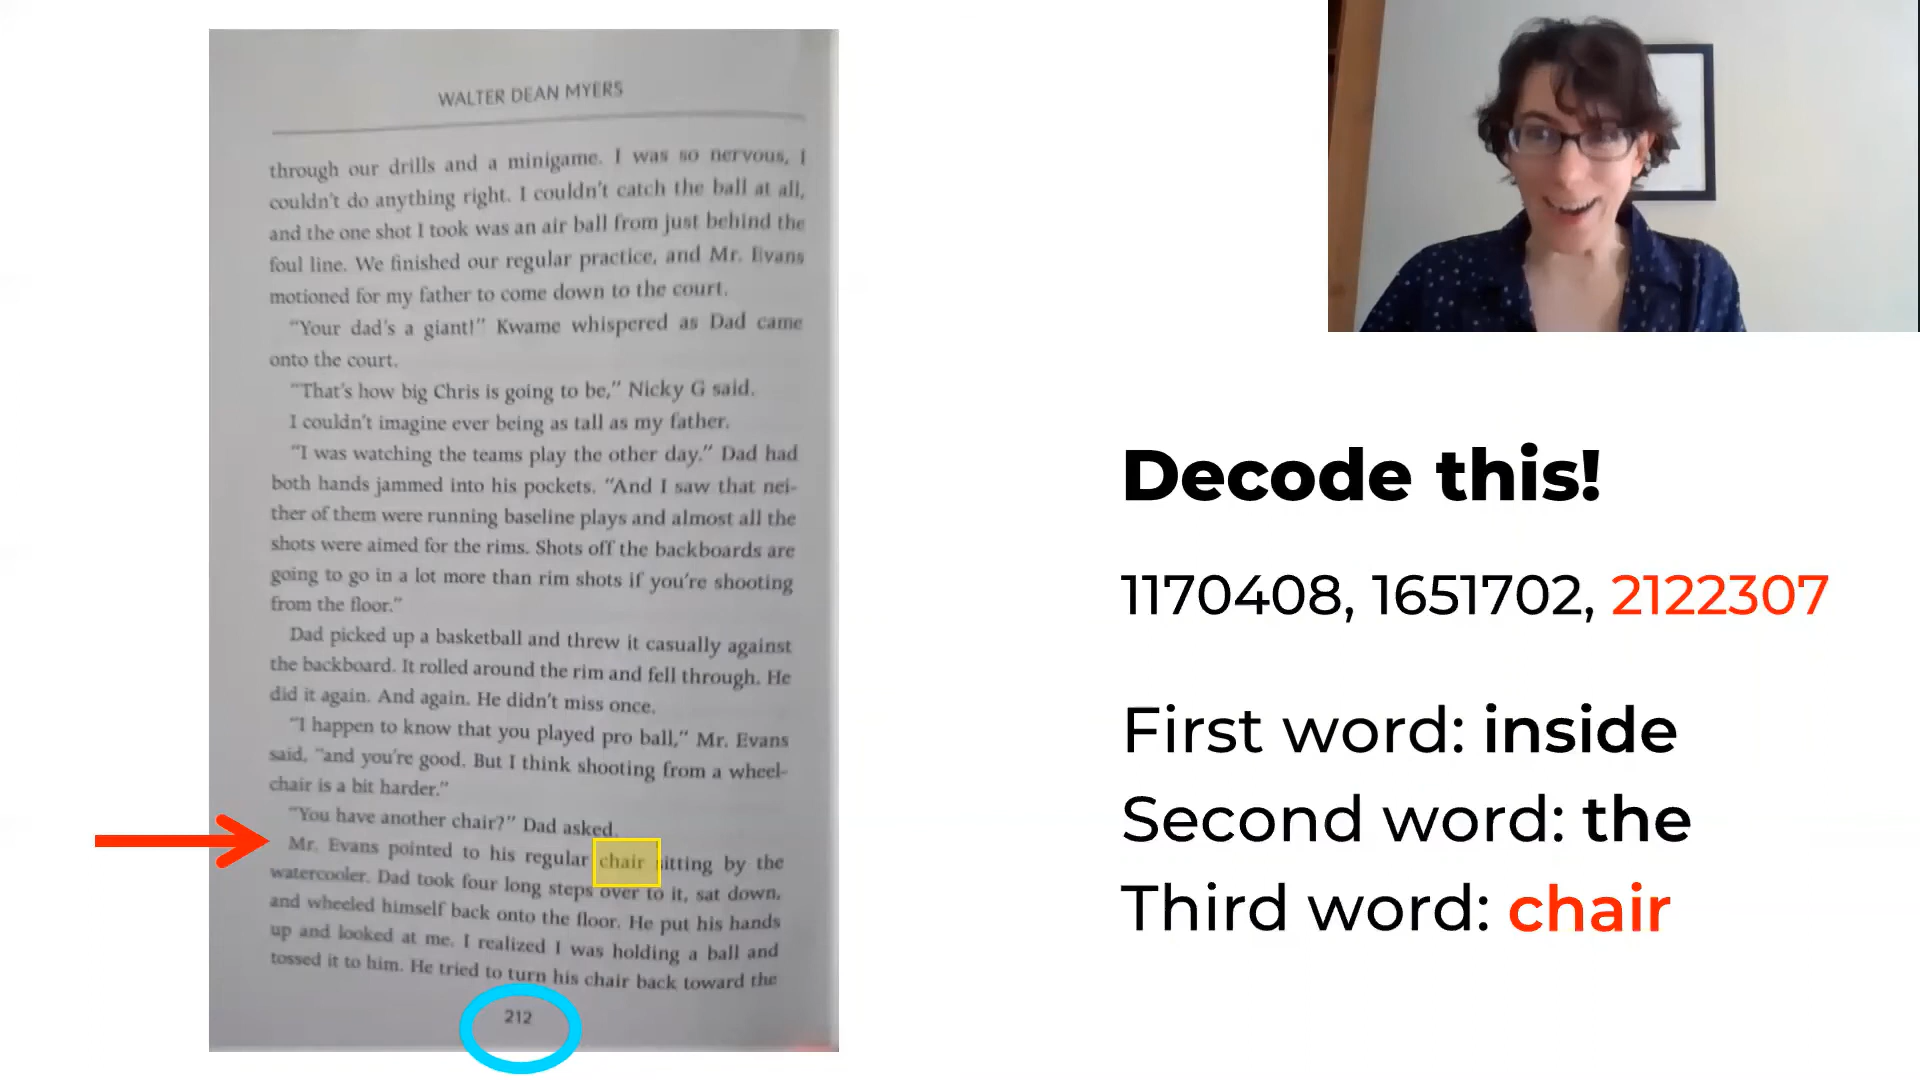 WALTER DEAN MYERS
through our drills and a minigame. I was so nervous, I
couldn't do anything right. I couldn't catch the ball at all,
and the one shot I took was an air ball from just behind the
foul line. We finished our regular practice, and Mr. Evans
motioned for my father to come down to the court.
"Your dad's a giant!" Kwame whispered as Dad came
onto the court.
"That's how big Chris is going to be," Nicky G said.
I couldn't imagine ever being as tall as my father.
"I was watching the teams play the other day." Dad had
both hands jammed into his pockets. "And I saw that nei-
ther of them were running baseline plays and almost all the
shots were aimed for the rims. Shots off the backboards are
going to go in a lot more than rim shots if you're shooting
from the floor."
Dad picked up a basketball and threw it casually against
the backboard. It rolled around the rim and fell through. He
did it again. And again. He didn't miss once.
"I happen to know that you played pro ball," Mr. Evans
said, "and you're good. But I think shooting from a wheel-
chair is a bit harder."
"You have another chair?" Dad asked.
Mr. Evans pointed to his regular chair sitting by the
watercooler. Dad took four long steps over to it, sat down,
and wheeled himself back onto the floor. He put his hands
up and looked at me. I realized I was holding a ball and
tossed it to him. He tried to turn his chair back toward the
212
Decode this!
1170408, 1651702, 2122307
First word: inside
Second word: the
Third word: chair